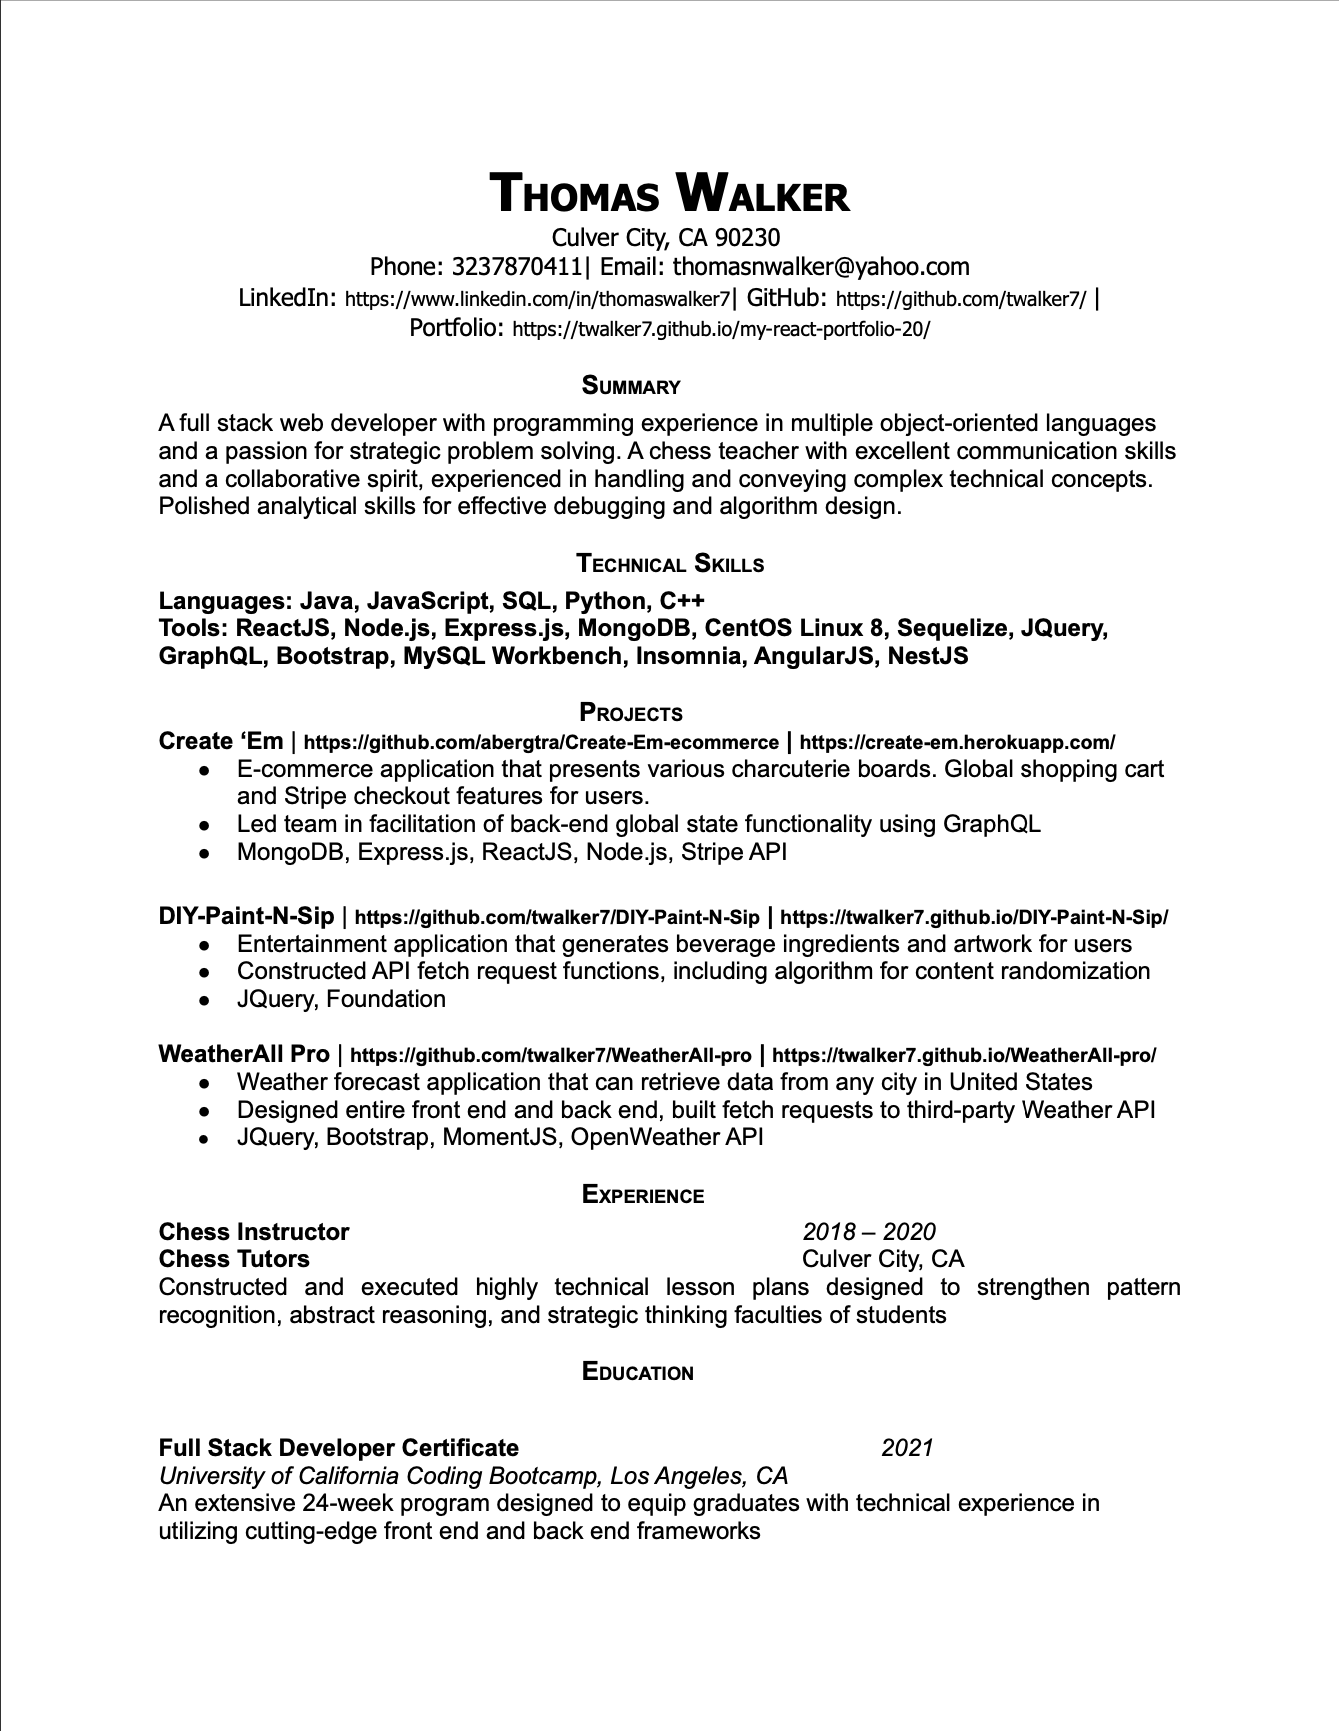 THOMAS WALKER
Culver City, CA 90230
Phone: 3237870411| Email: thomasnwalker@yahoo.com
LinkedIn: https://www.linkedin.com/in/thomaswalker7| GitHub: https://github.com/twalker7/ |
Portfolio: https://twalker7.github.io/my-react-portfolio-20/
SUMMARY
A full stack web developer with programming experience in multiple object-oriented languages
and a passion for strategic problem solving. A chess teacher with excellent communication skills
and a collaborative spirit, experienced in handling and conveying complex technical concepts.
Polished analytical skills for effective debugging and algorithm design.
TECHNICAL SKILLS
Languages: Java, JavaScript, SQL, Python, C++
Tools: ReactJS, Node.js, Express.js, MongoDB, CentOS Linux 8, Sequelize, JQuery,
GraphQL, Bootstrap, MySQL Workbench, Insomnia, AngularJS, NestJS
PROJECTS
Create ‘Em | https://github.com/abergtra/Create-Em-ecommerce | https://create-em.herokuapp.com/
● E-commerce application that presents various charcuterie boards. Global shopping cart
and Stripe checkout features for users.
● Led team in facilitation of back-end global state functionality using GraphQL
● MongoDB, Express.js, ReactJS, Node.js, Stripe API
DIY-Paint-N-Sip | https://github.com/twalker7/DIY-Paint-N-Sip | https://twalker7.github.io/DIY-Paint-N-Sip/
● Entertainment application that generates beverage ingredients and artwork for users
● Constructed API fetch request functions, including algorithm for content randomization
● JQuery, Foundation
WeatherAll Pro | https://github.com/twalker7/WeatherAll-pro | https://twalker7.github.io/WeatherAll-pro/
● Weather forecast application that can retrieve data from any city in United States
● Designed entire front end and back end, built fetch requests to third-party Weather API
● JQuery, Bootstrap, MomentJS, OpenWeather API
EXPERIENCE
Chess Instructor 2018 – 2020
Chess Tutors Culver City, CA
Constructed and executed highly technical lesson plans designed to strengthen pattern
recognition, abstract reasoning, and strategic thinking faculties of students
EDUCATION
Full Stack Developer Certificate 2021
University of California Coding Bootcamp, Los Angeles, CA
An extensive 24-week program designed to equip graduates with technical experience in
utilizing cutting-edge front end and back end frameworks